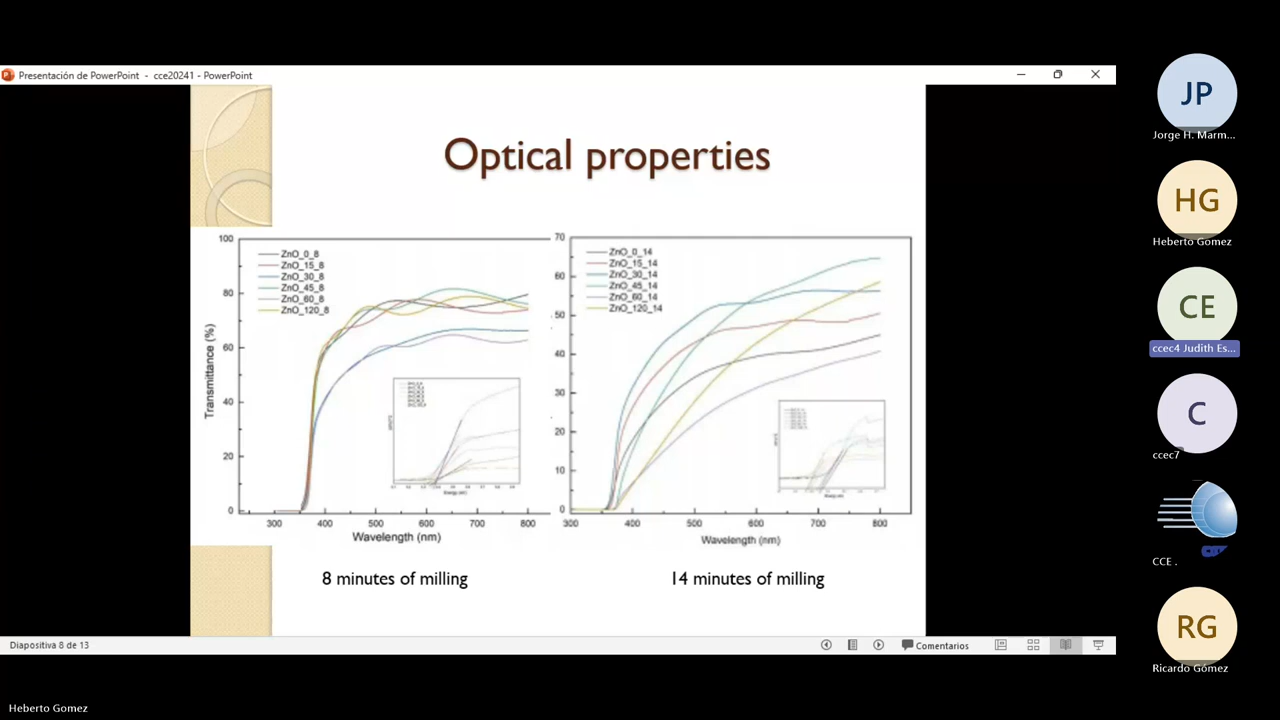 Presentación de PowerPoint - cce20241 - PowerPoint
Optical properties
100
80
60
40
20
0
Transmittance (%)
ZnO_0_8
ZnO_15_8
ZnO_30_8
ZnO_45_8
ZnO_60_8
ZnO_120_8
300 400 500 600 700 800
Wavelength (nm)
8 minutes of milling
70
60
50
40
30
20
10
0
ZnO_0_14
ZnO_15_14
ZnO_30_14
ZnO_45_14
ZnO_60_14
ZnO_120_14
300 400 500 600 700 800
Wavelength (nm)
14 minutes of milling
Diapositiva 8 de 13
Comentarios
Heberto Gomez
JP
Jorge H. Marm...
HG
Heberto Gomez
CE
ccec4 Judith Es...
C
ccec7
CCE .
RG
Ricardo Gómez